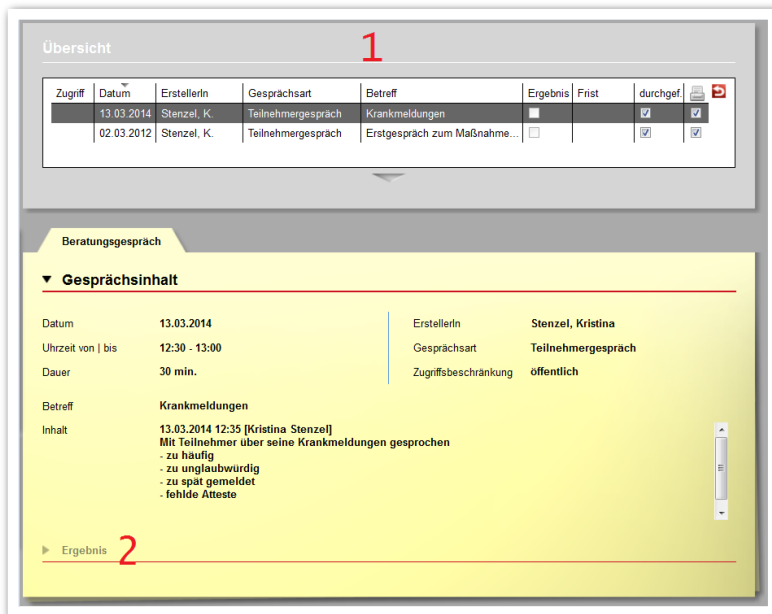 Übersicht 1
Zugriff Datum ErstellerIn Gesprächsart Betreff Ergebnis Frist durchgef.
13.03.2014 Stenzel, K. Teilnehmergespräch Krankmeldungen
02.03.2012 Stenzel, K. Teilnehmergespräch Erstgespräch zum Maßnahme...
Beratungsgespräch
Gesprächsinhalt
Datum 13.03.2014 ErstellerIn Stenzel, Kristina
Uhrzeit von | bis 12:30 - 13:00 Gesprächsart Teilnehmergespräch
Dauer 30 min. Zugriffsbeschränkung öffentlich
Betreff Krankmeldungen
Inhalt 13.03.2014 12:35 [Kristina Stenzel]
Mit Teilnehmer über seine Krankmeldungen gesprochen
- zu häufig
- zu unglaubwürdig
- zu spät gemeldet
- fehlde Atteste
Ergebnis 2